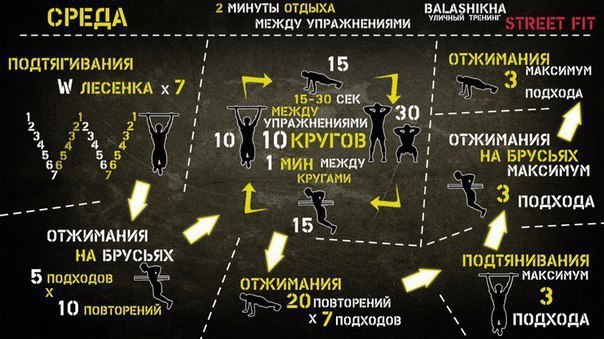 СРЕДА
2 МИНУТЫ ОТДЫХА
МЕЖДУ УПРАЖНЕНИЯМИ
BALASHIKHA
УЛИЧНЫЙ ТРЕНИНГ
STREET FIT
ПОДТЯГИВАНИЯ
W ЛЕСЕНКА x 7
1 1 1 1
2 2 2 2
3 3 3 3
4 4 4 4
5 5 5 5
6 6 6 6
7 7
ОТЖИМАНИЯ
НА БРУСЬЯХ
5 ПОДХОДОВ
x
10 ПОВТОРЕНИЙ
15
15-30 СЕК
МЕЖДУ
УПРАЖНЕНИЯМИ
30
10
10 КРУГОВ
1 МИН МЕЖДУ
КРУГАМИ
15
ОТЖИМАНИЯ
20 ПОВТОРЕНИЙ
x 7 ПОДХОДОВ
ПОДТЯНИВАНИЯ
МАКСИМУМ
3
ПОДХОДА
ОТЖИМАНИЯ
НА БРУСЬЯХ
МАКСИМУМ
3 ПОДХОДА
ОТЖИМАНИЯ
3 МАКСИМУМ
ПОДХОДА